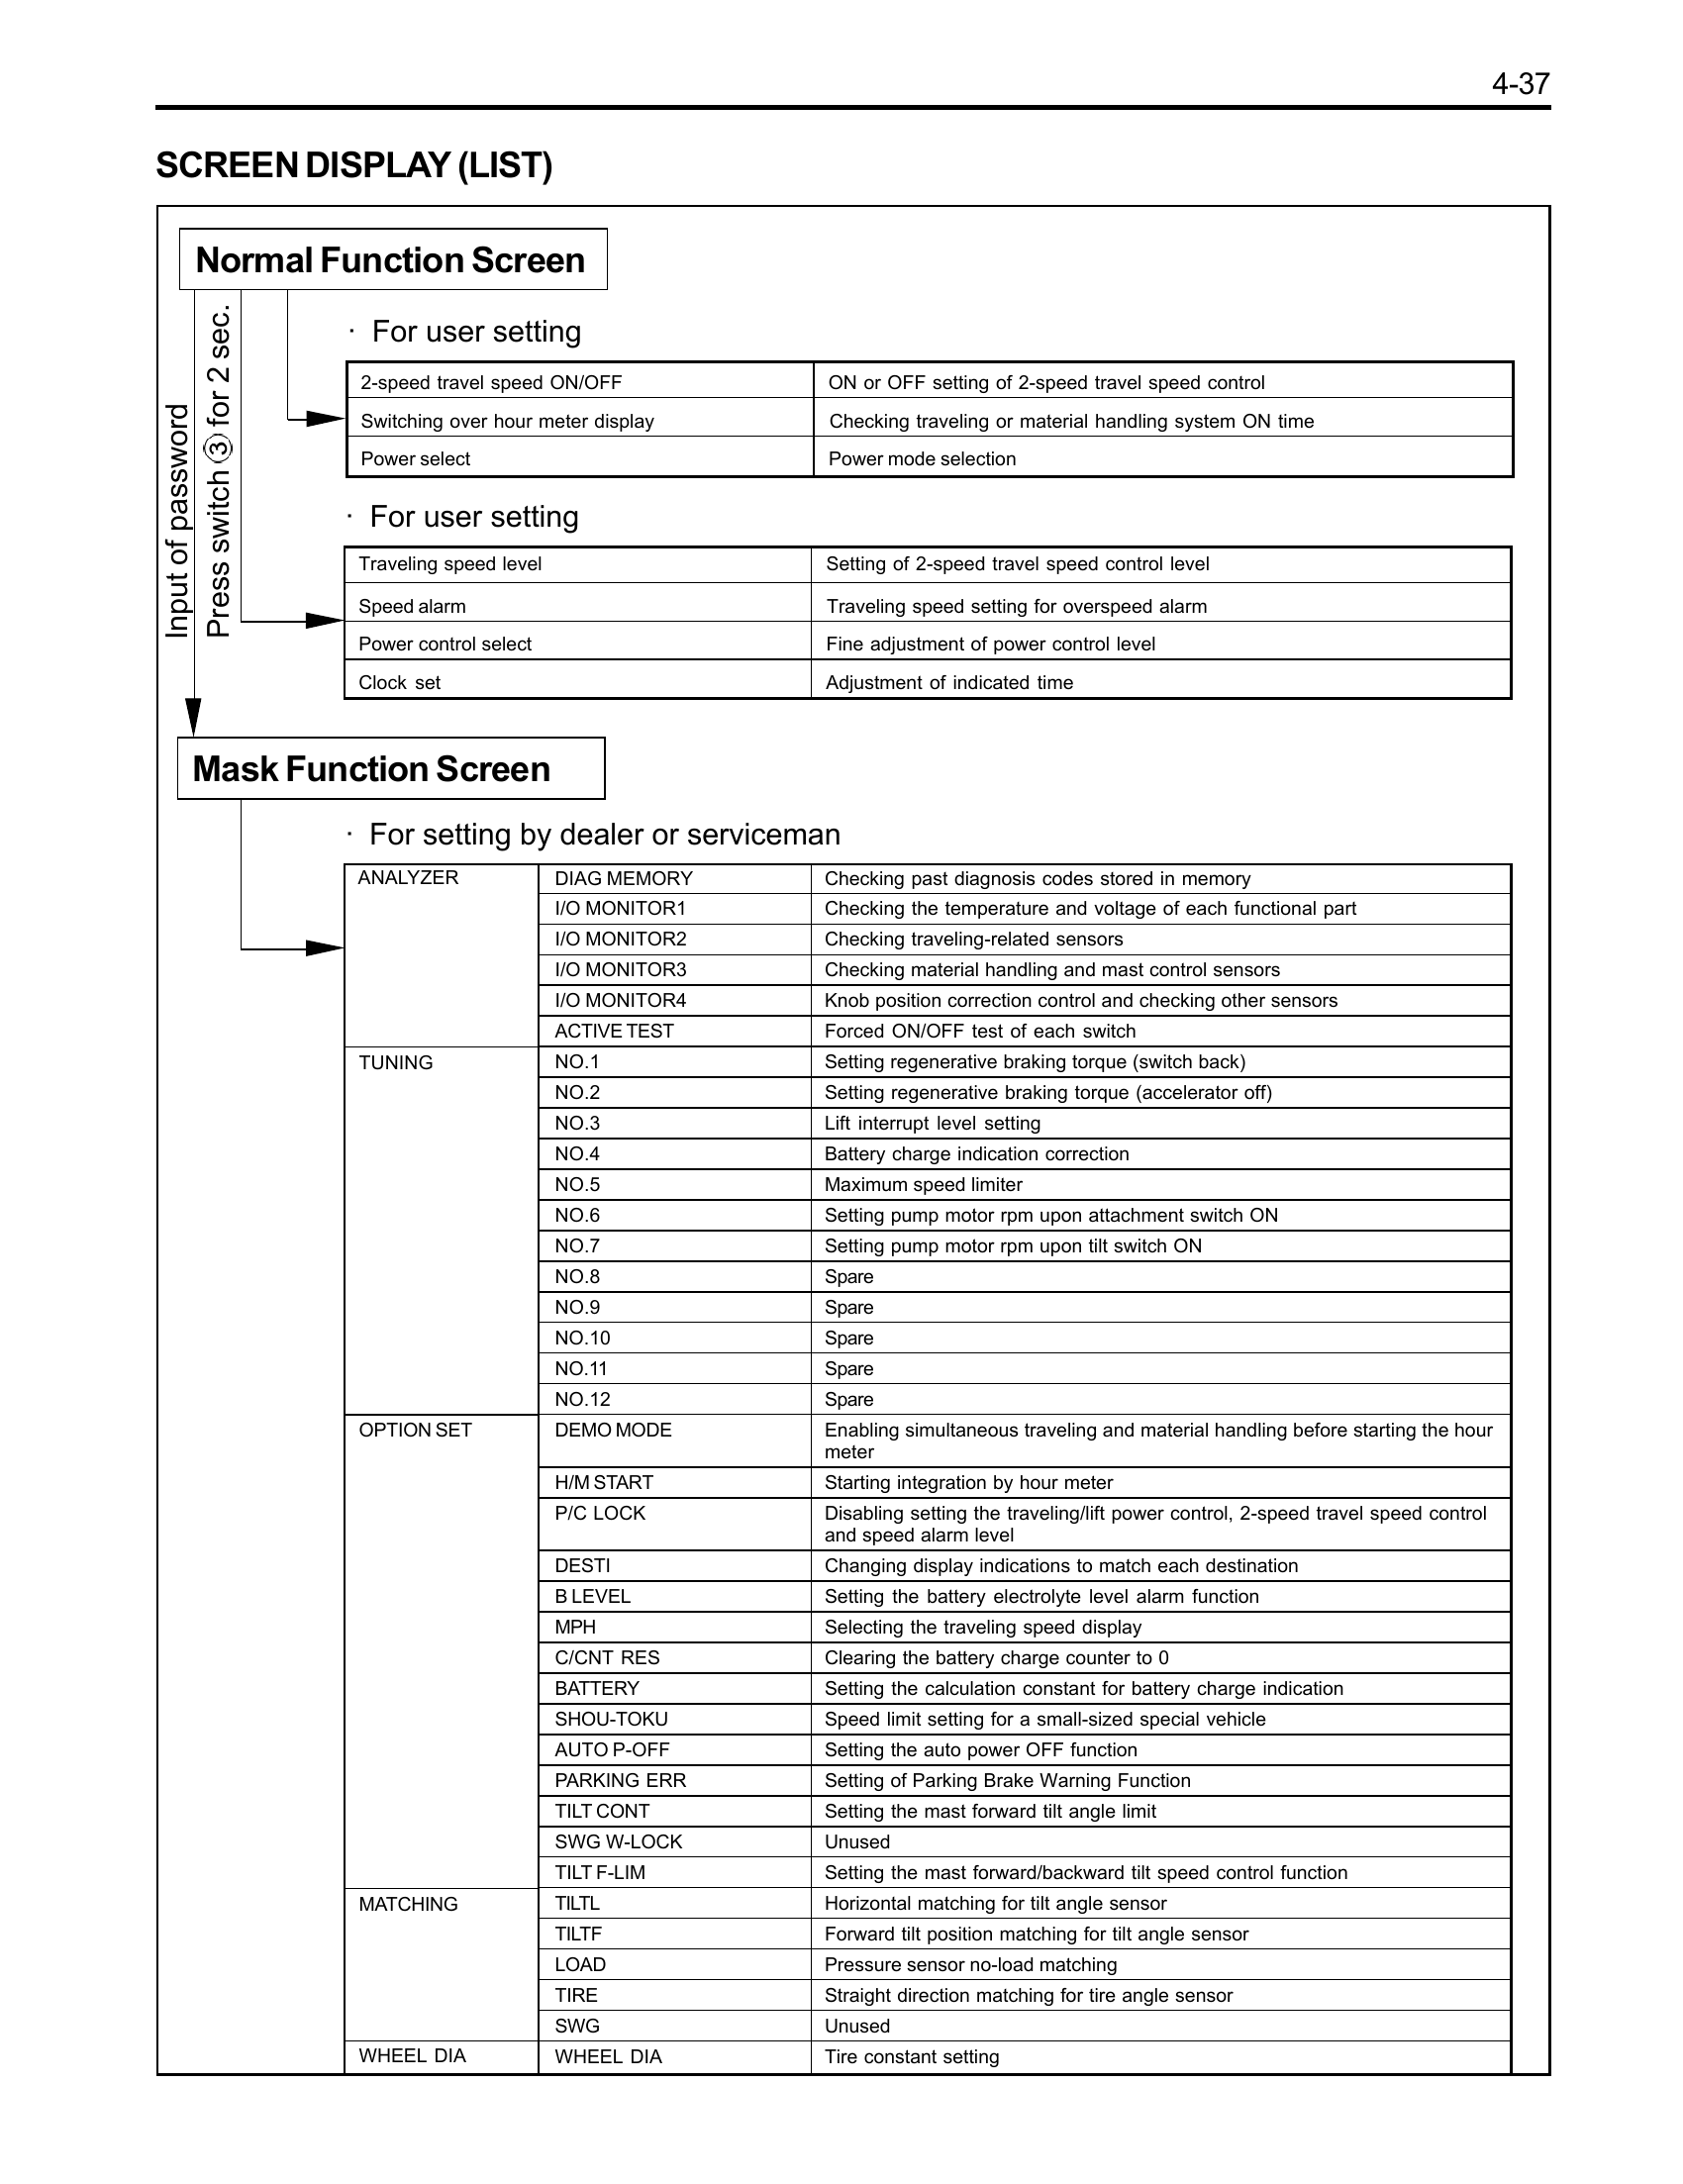 4-37
SCREEN DISPLAY (LIST)
Normal Function Screen
Input of password
Press switch ③ for 2 sec.
· For user setting
2-speed travel speed ON/OFF ON or OFF setting of 2-speed travel speed control
Switching over hour meter display Checking traveling or material handling system ON time
Power select Power mode selection
· For user setting
Traveling speed level Setting of 2-speed travel speed control level
Speed alarm Traveling speed setting for overspeed alarm
Power control select Fine adjustment of power control level
Clock set Adjustment of indicated time
Mask Function Screen
· For setting by dealer or serviceman
ANALYZER DIAG MEMORY Checking past diagnosis codes stored in memory
I/O MONITOR1 Checking the temperature and voltage of each functional part
I/O MONITOR2 Checking traveling-related sensors
I/O MONITOR3 Checking material handling and mast control sensors
I/O MONITOR4 Knob position correction control and checking other sensors
ACTIVE TEST Forced ON/OFF test of each switch
TUNING NO.1 Setting regenerative braking torque (switch back)
NO.2 Setting regenerative braking torque (accelerator off)
NO.3 Lift interrupt level setting
NO.4 Battery charge indication correction
NO.5 Maximum speed limiter
NO.6 Setting pump motor rpm upon attachment switch ON
NO.7 Setting pump motor rpm upon tilt switch ON
NO.8 Spare
NO.9 Spare
NO.10 Spare
NO.11 Spare
NO.12 Spare
OPTION SET DEMO MODE Enabling simultaneous traveling and material handling before starting the hour
meter
H/M START Starting integration by hour meter
P/C LOCK Disabling setting the traveling/lift power control, 2-speed travel speed control
and speed alarm level
DESTI Changing display indications to match each destination
B LEVEL Setting the battery electrolyte level alarm function
MPH Selecting the traveling speed display
C/CNT RES Clearing the battery charge counter to 0
BATTERY Setting the calculation constant for battery charge indication
SHOU-TOKU Speed limit setting for a small-sized special vehicle
AUTO P-OFF Setting the auto power OFF function
PARKING ERR Setting of Parking Brake Warning Function
TILT CONT Setting the mast forward tilt angle limit
SWG W-LOCK Unused
TILT F-LIM Setting the mast forward/backward tilt speed control function
MATCHING TILTL Horizontal matching for tilt angle sensor
TILTF Forward tilt position matching for tilt angle sensor
LOAD Pressure sensor no-load matching
TIRE Straight direction matching for tire angle sensor
SWG Unused
WHEEL DIA WHEEL DIA Tire constant setting